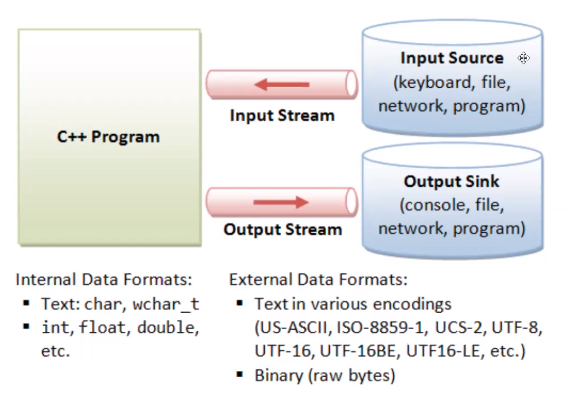 C++ Program
Input Stream
Input Source
(keyboard, file,
network, program)
Output Stream
Output Sink
(console, file,
network, program)
Internal Data Formats:
▪ Text: char, wchar_t
▪ int, float, double,
etc.
External Data Formats:
▪ Text in various encodings
(US-ASCII, ISO-8859-1, UCS-2, UTF-8,
UTF-16, UTF-16BE, UTF16-LE, etc.)
▪ Binary (raw bytes)